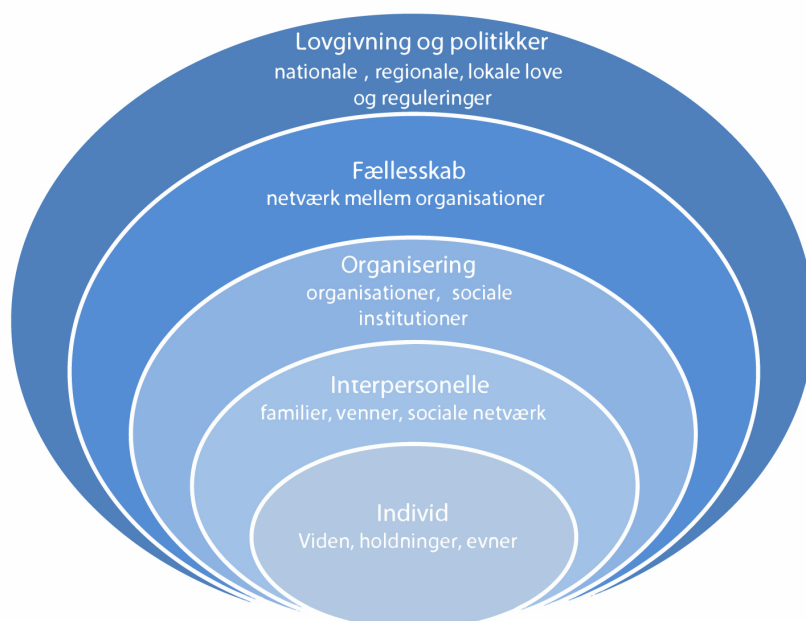 Lovgivning og politikker
nationale , regionale, lokale love
og reguleringer
Fællesskab
netværk mellem organisationer
Organisering
organisationer, sociale
institutioner
Interpersonelle
familier, venner, sociale netværk
Individ
Viden, holdninger, evner